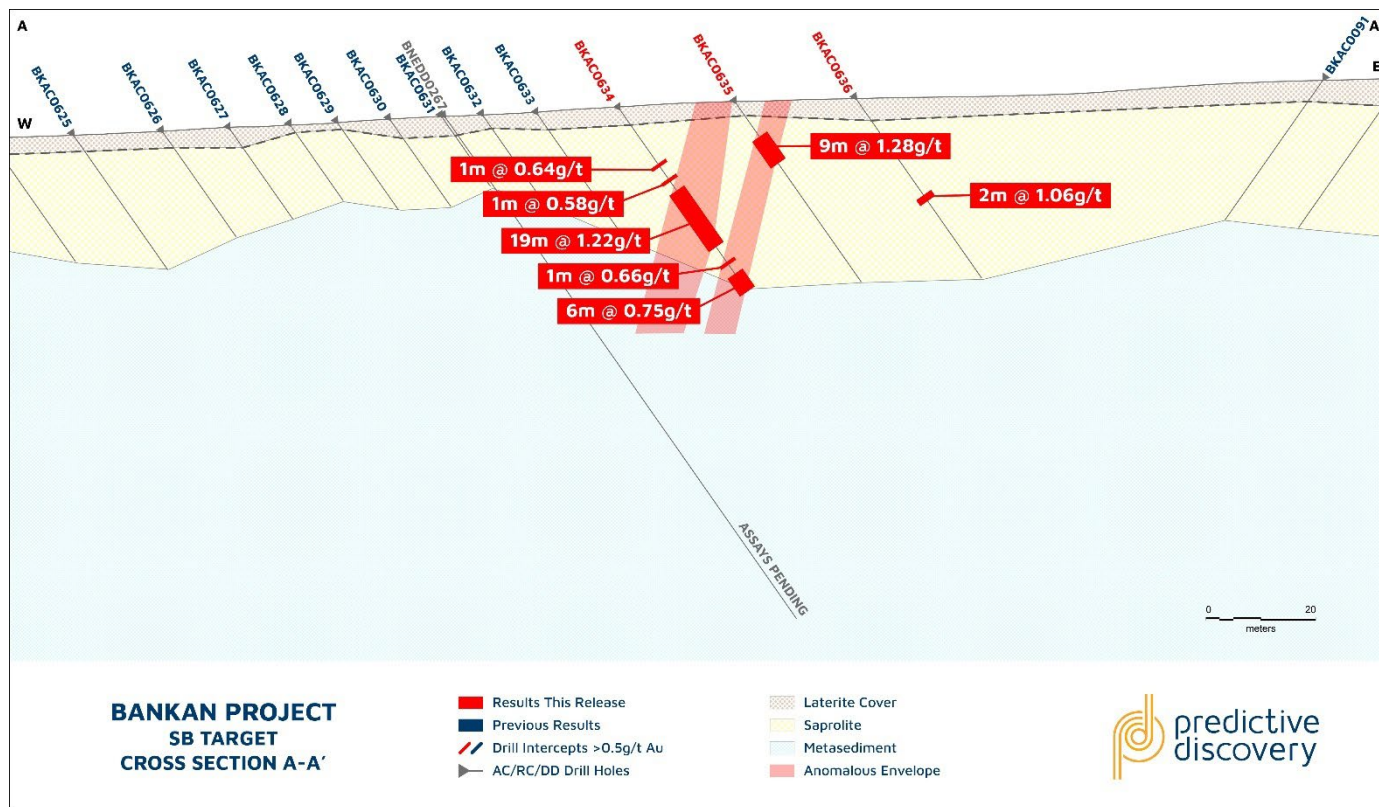 A
A
W
E
BKAC0625
BKAC0626
BKAC0627
BKAC0628
BKAC0629
BKAC0630
BKAC0631
BNEDD0267
BKAC0632
BKAC0633
BKAC0634
BKAC0635
BKAC0636
BKAC0091
1m @ 0.64g/t
1m @ 0.58g/t
19m @ 1.22g/t
1m @ 0.66g/t
6m @ 0.75g/t
9m @ 1.28g/t
2m @ 1.06g/t
ASSAYS PENDING
0 20
meters
BANKAN PROJECT
SB TARGET
CROSS SECTION A-A′
Results This Release
Previous Results
Drill Intercepts >0.5g/t Au
AC/RC/DD Drill Holes
Laterite Cover
Saprolite
Metasediment
Anomalous Envelope
predictive
discovery